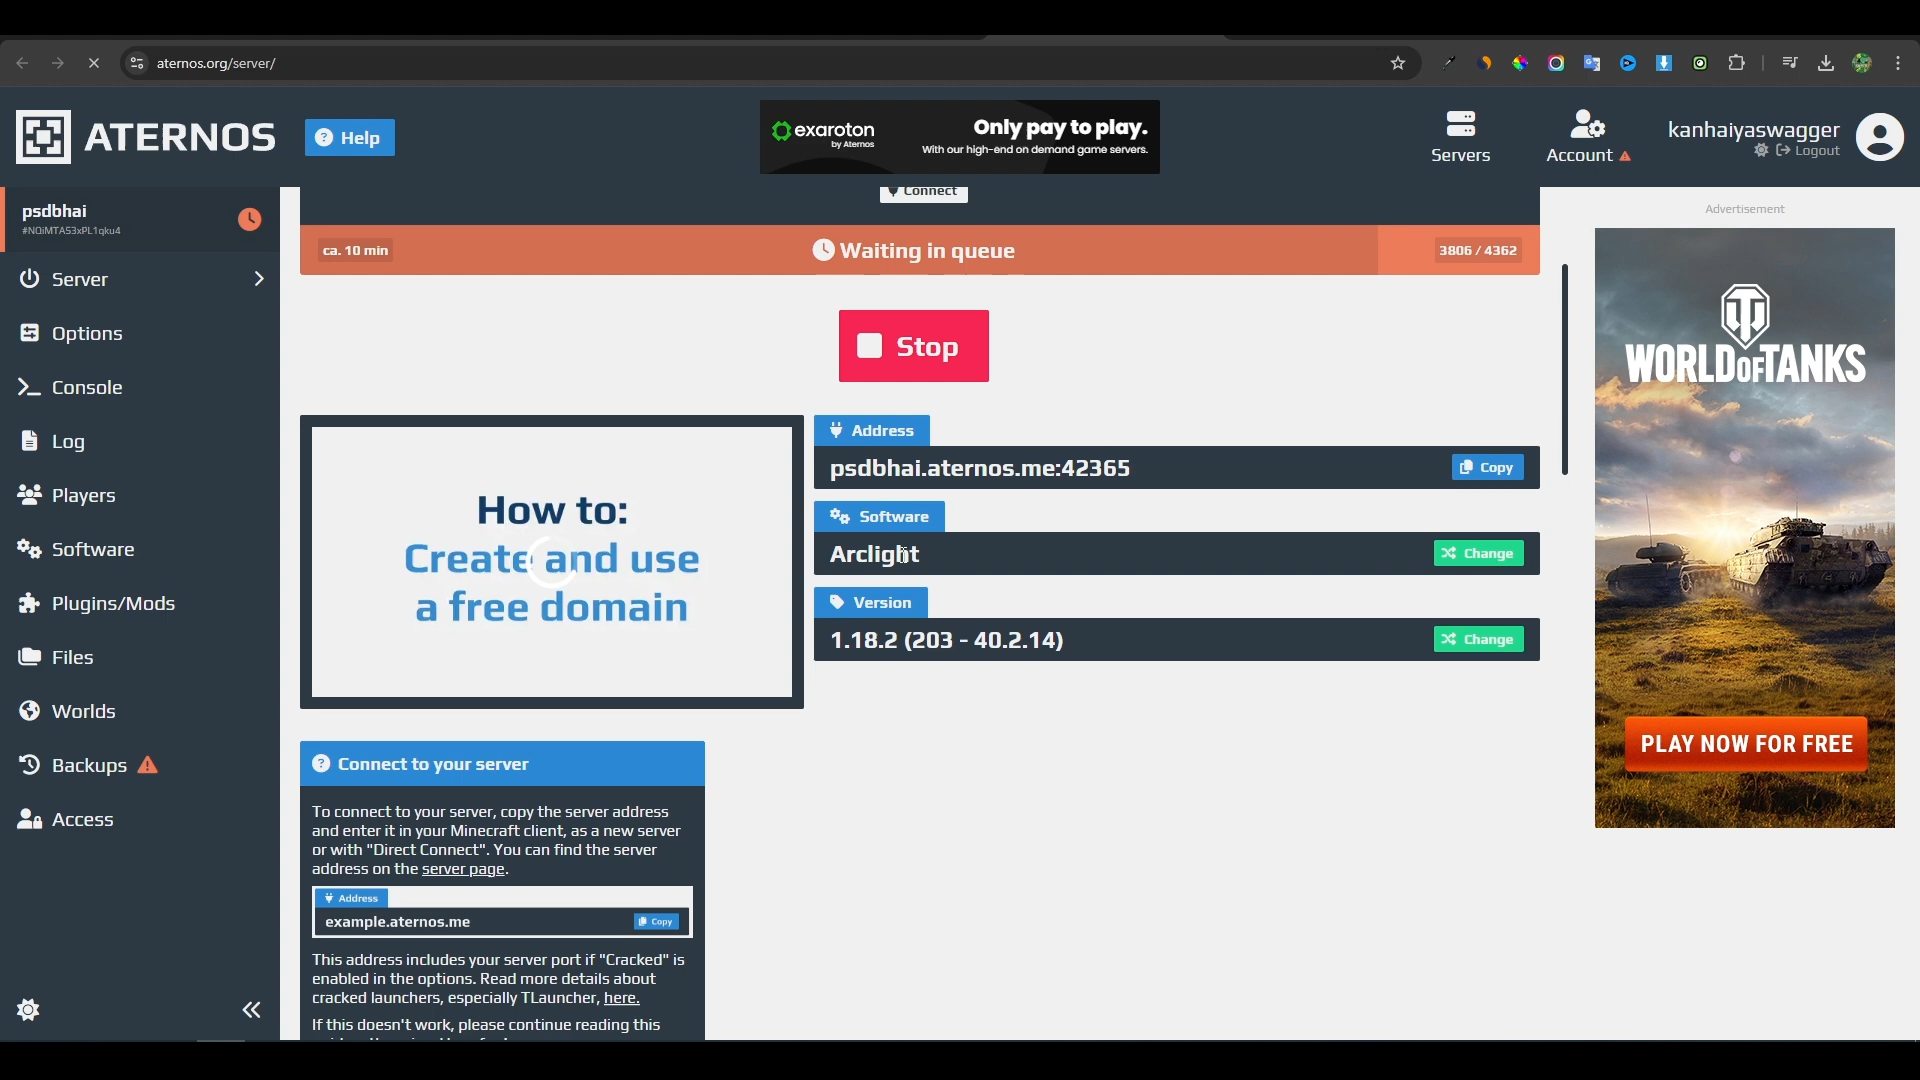 aternos.org/server/
ATERNOS
Help
exaroton
by Aternos
Only pay to play.
With our high-end on demand game servers.
Servers
Account
kanhaiyaswagger
Logout
psdbhai
Server
Options
Console
Log
Players
Software
Plugins/Mods
Files
Worlds
Backups
Access
Connect
ca. 10 min
Waiting in queue
3806 / 4362
Stop
How to:
Create and use
a free domain
Address
psdbhai.aternos.me:42365
Copy
Software
Arclight
Change
Version
1.18.2 (203 - 40.2.14)
Change
Connect to your server
To connect to your server, copy the server address
and enter it in your Minecraft client, as a new server
or with "Direct Connect". You can find the server
address on the server page.
Address
example.aternos.me
Copy
This address includes your server port if "Cracked" is
enabled in the options. Read more details about
cracked launchers, especially TLauncher, here.
If this doesn't work, please continue reading this
Advertisement
WORLD OF TANKS
PLAY NOW FOR FREE